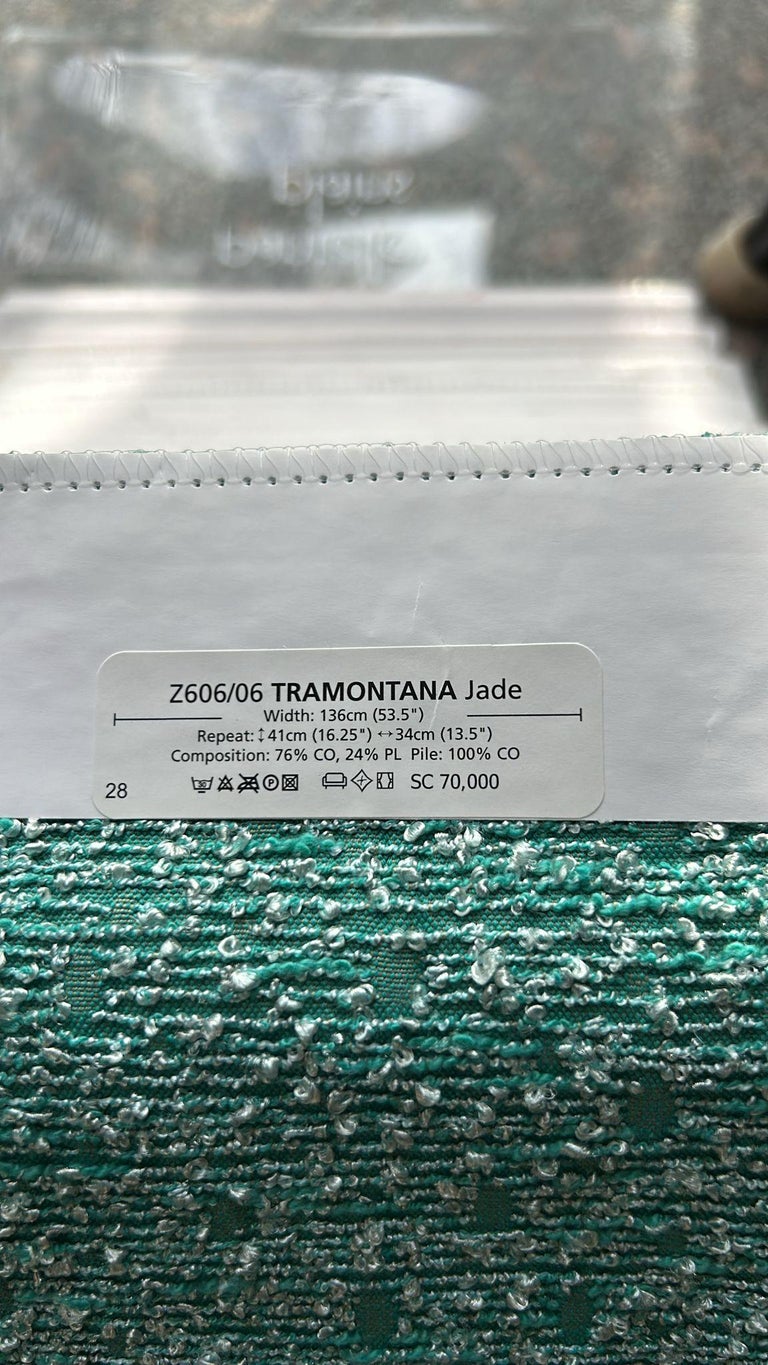 Z606/06 TRAMONTANA Jade
Width: 136cm (53.5")
Repeat: ↕41cm (16.25") ↔34cm (13.5")
Composition: 76% CO, 24% PL Pile: 100% CO
28 P SC 70,000